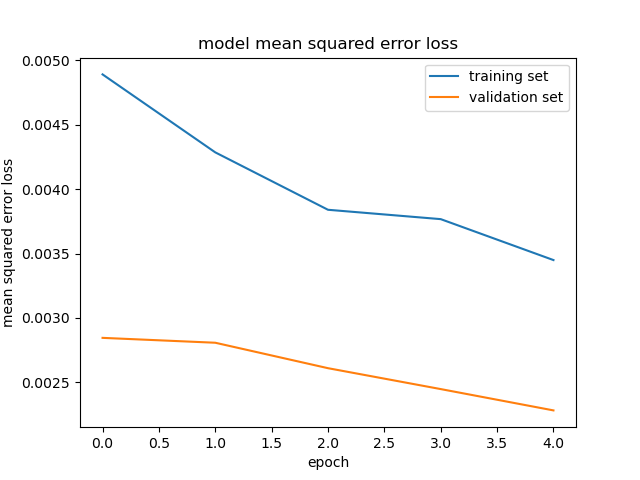 model mean squared error loss
training set
validation set
0.0050
0.0045
0.0040
0.0035
0.0030
0.0025
mean squared error loss
0.0 0.5 1.0 1.5 2.0 2.5 3.0 3.5 4.0
epoch